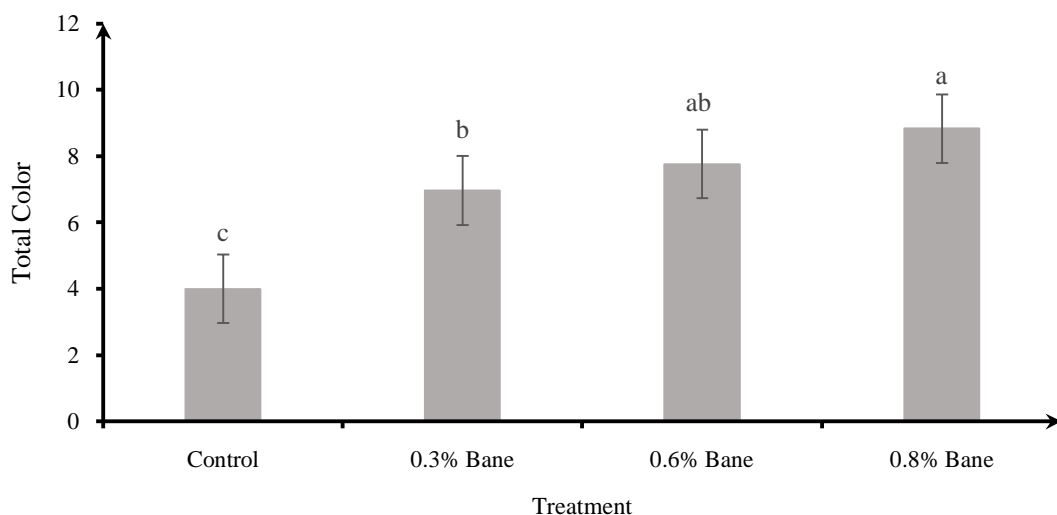 12
10
8
6
4
2
0
Total Color
c
b
ab
a
Control
0.3% Bane
0.6% Bane
0.8% Bane
Treatment